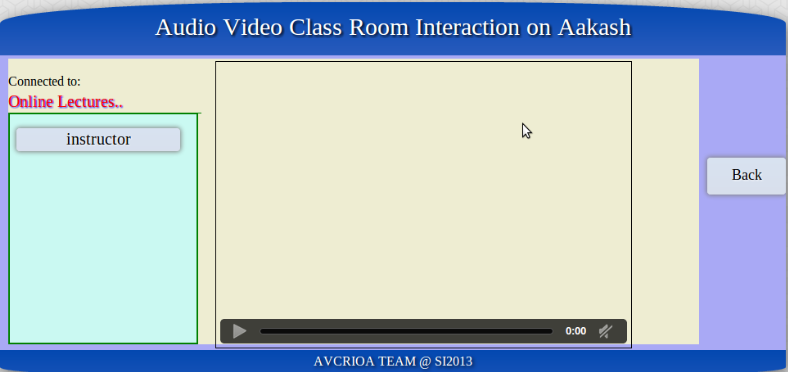 Audio Video Class Room Interaction on Aakash
Connected to:
Online Lectures..
instructor
Back
0:00
AVCRIOA TEAM @ SI2013